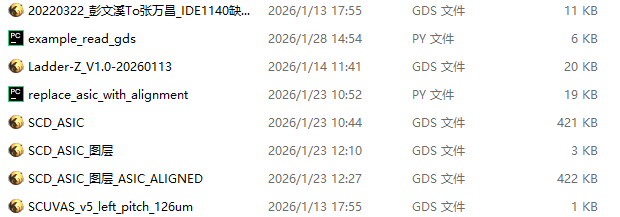 20220322_彭文溪To张万昌_IDE1140缺... 2026/1/13 17:55 GDS 文件 11 KB
example_read_gds 2026/1/28 14:54 PY 文件 6 KB
Ladder-Z_V1.0-20260113 2026/1/14 11:41 GDS 文件 20 KB
replace_asic_with_alignment 2026/1/23 10:52 PY 文件 19 KB
SCD_ASIC 2026/1/23 10:44 GDS 文件 421 KB
SCD_ASIC_图层 2026/1/23 12:10 GDS 文件 3 KB
SCD_ASIC_图层_ASIC_ALIGNED 2026/1/23 12:27 GDS 文件 422 KB
SCUVAS_v5_left_pitch_126um 2026/1/13 17:55 GDS 文件 1 KB